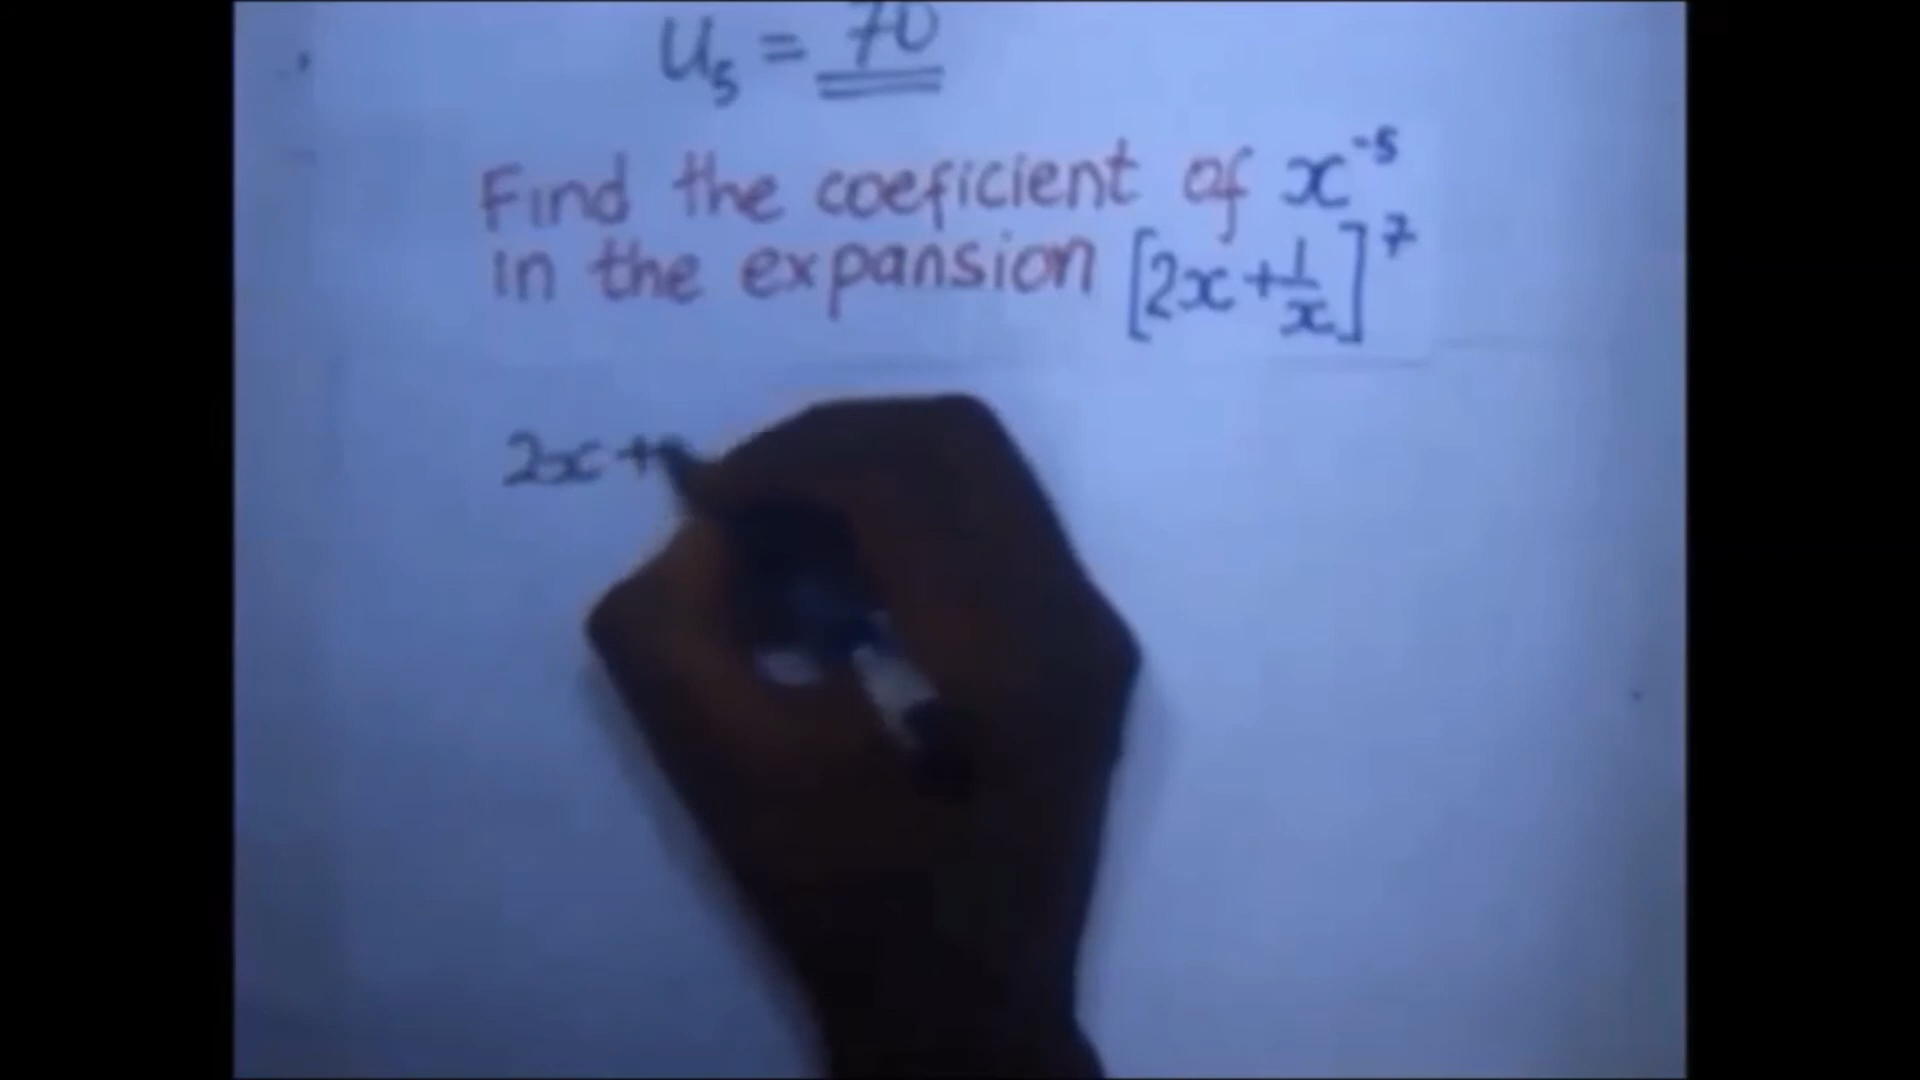 U₅ = 70
Find the coeficient of x⁻⁵
in the expansion [2x + 1/x]⁷
2x +